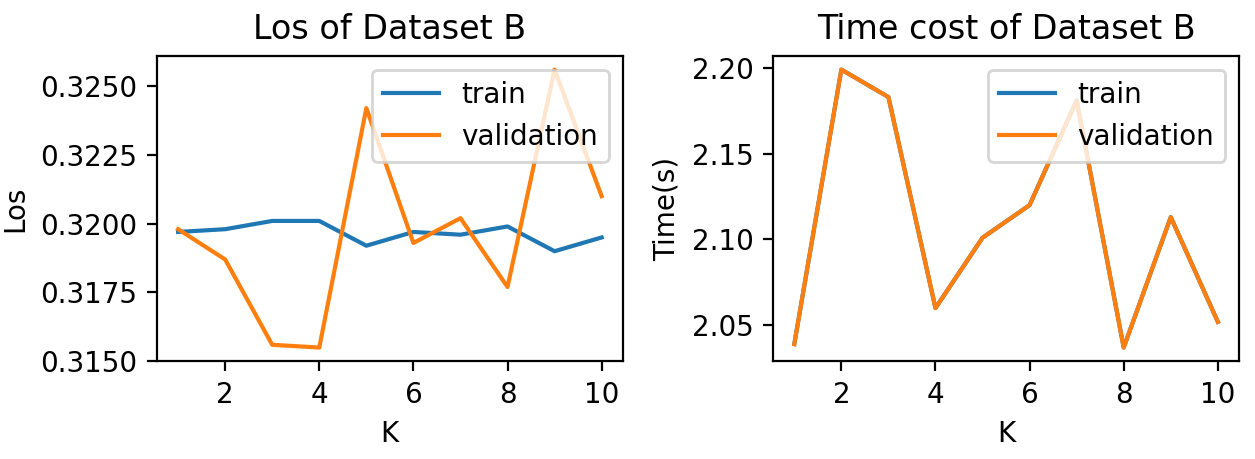 Los of Dataset B
Los
0.3250
0.3225
0.3200
0.3175
0.3150
train
validation
2 4 6 8 10
K
Time cost of Dataset B
Time(s)
2.20
2.15
2.10
2.05
train
validation
2 4 6 8 10
K